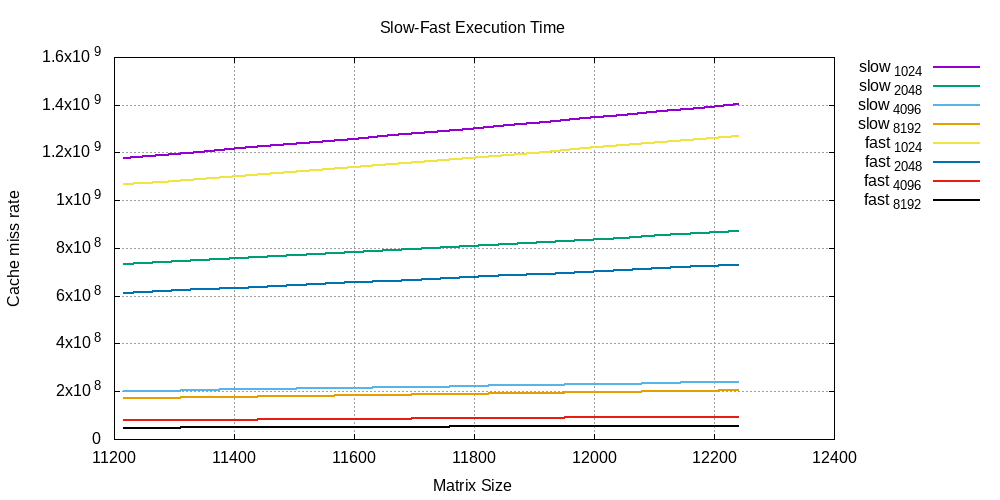 Slow-Fast Execution Time
Cache miss rate
1.6x10 9
1.4x10 9
1.2x10 9
1x10 9
8x10 8
6x10 8
4x10 8
2x10 8
0
11200 11400 11600 11800 12000 12200 12400
Matrix Size
slow 1024
slow 2048
slow 4096
slow 8192
fast 1024
fast 2048
fast 4096
fast 8192